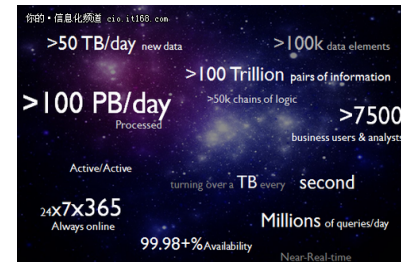 你的·信息化频道 cio.it168.com
>50 TB/day new data
>100k data elements
>100 Trillion pairs of information
>100 PB/day
>50k chains of logic
Processed
>7500
business users & analysts
Active/Active
turning over a TB every second
24x7x365
Always online
Millions of queries/day
99.98+% Availability
Near-Real-time